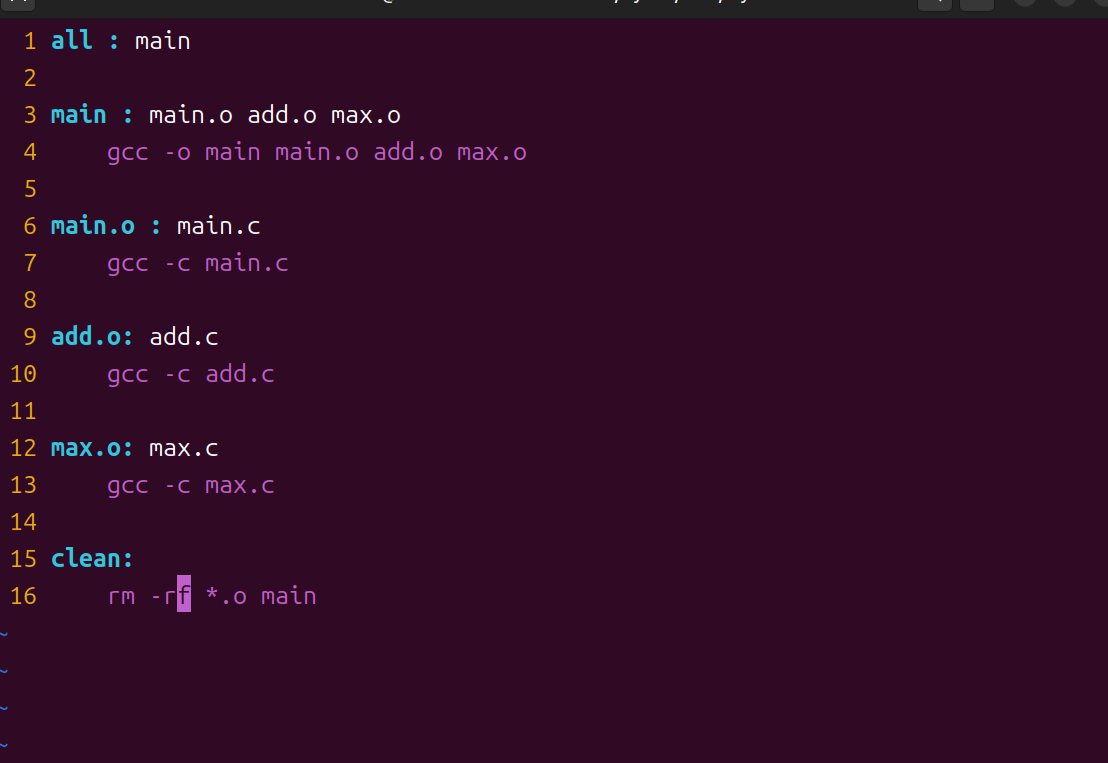 1 all : main
2
3 main : main.o add.o max.o
4     gcc -o main main.o add.o max.o
5
6 main.o : main.c
7     gcc -c main.c
8
9 add.o: add.c
10     gcc -c add.c
11
12 max.o: max.c
13     gcc -c max.c
14
15 clean:
16     rm -rf *.o main
~
~
~
~